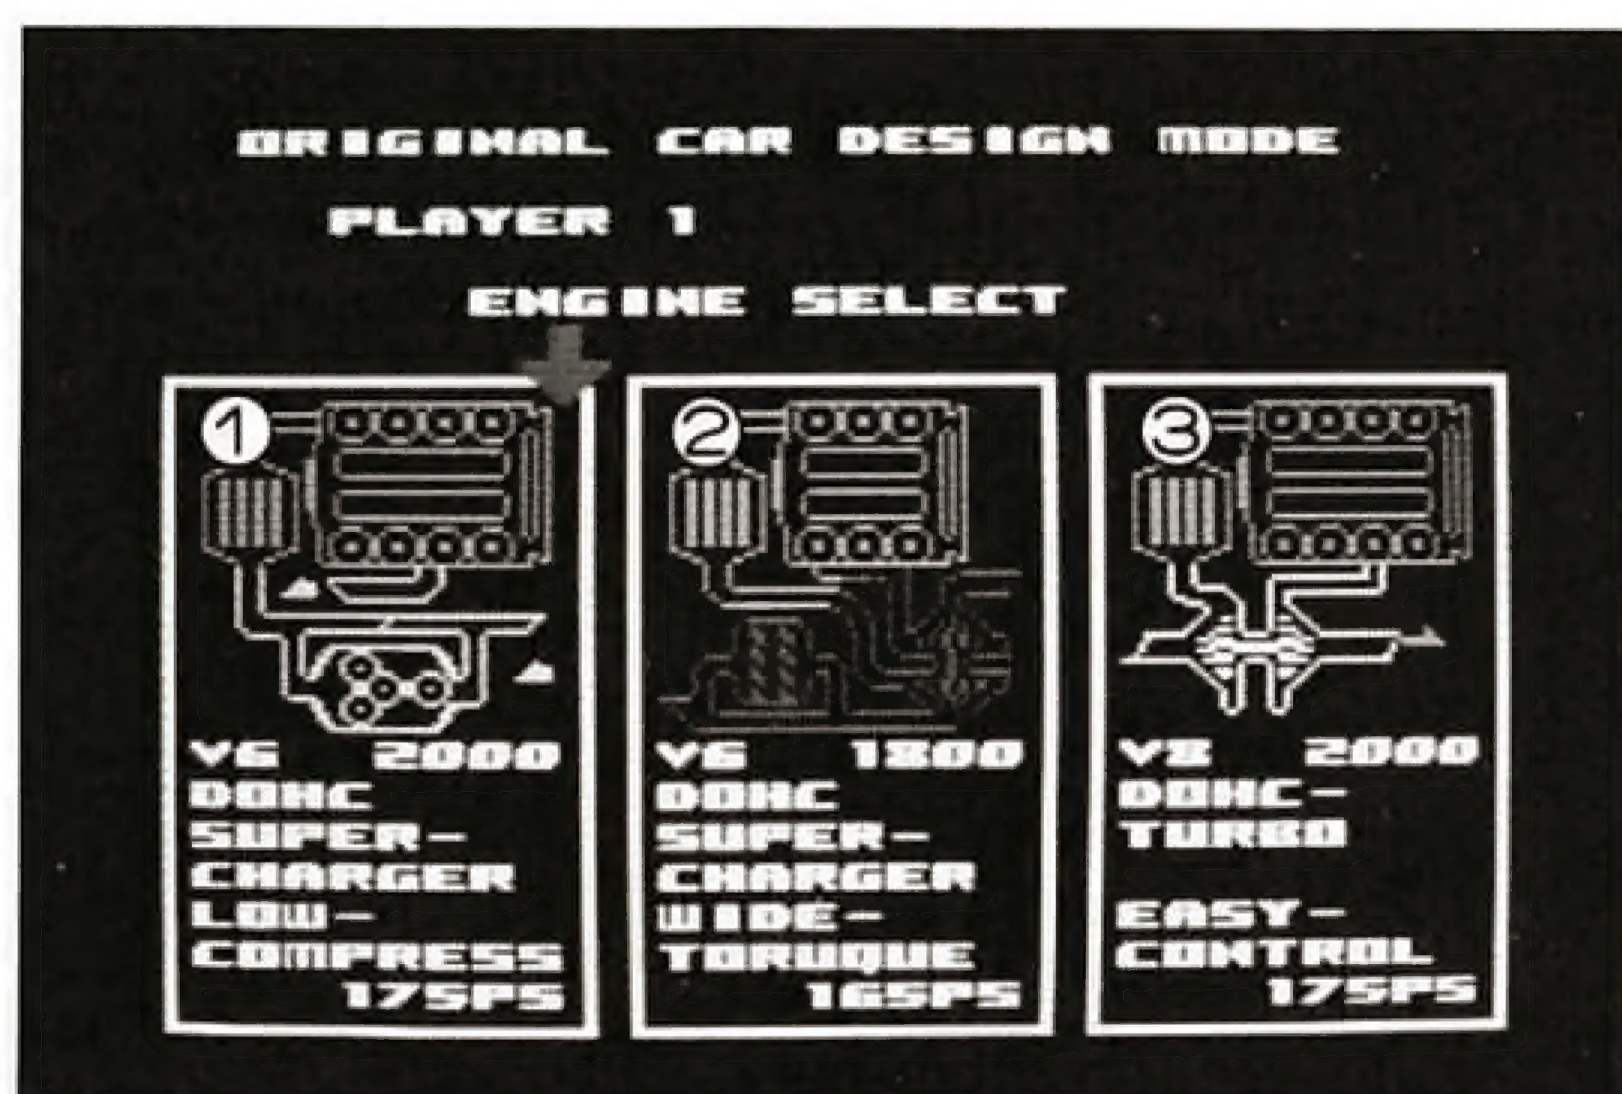 ORIGINAL CAR DESIGN MODE
PLAYER 1
ENGINE SELECT
1
V6 2000
DOHC
SUPER-
CHARGER
LOW-
COMPRESS
175PS
2
V6 1800
DOHC
SUPER-
CHARGER
WIDE-
TORUQUE
165PS
3
V8 2000
DOHC-
TURBO
EASY-
CONTROL
175PS